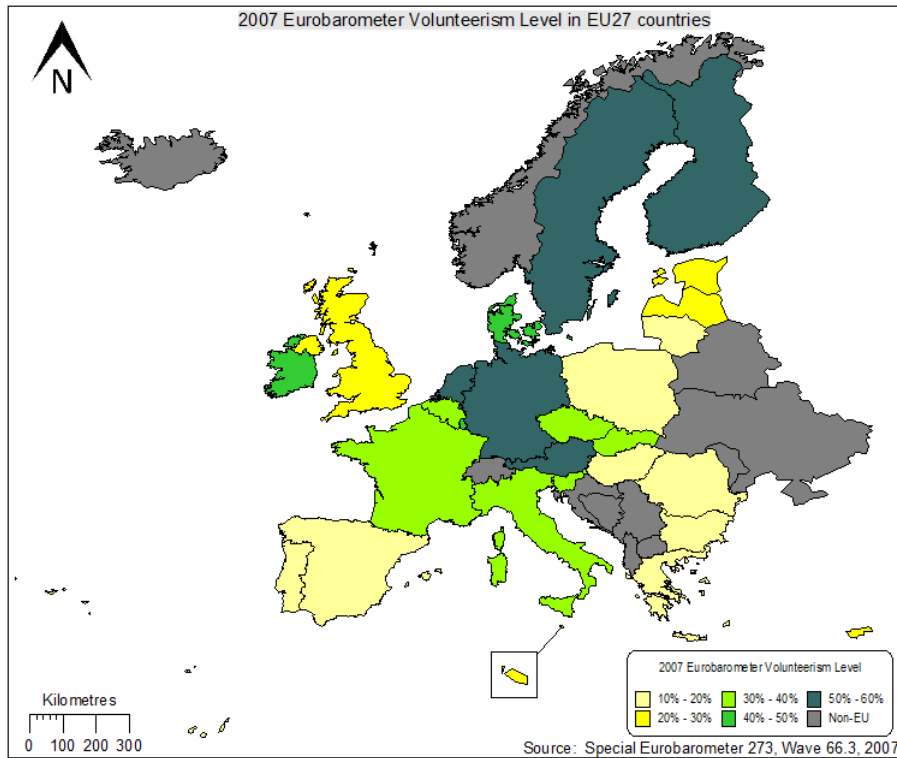 2007 Eurobarometer Volunteerism Level in EU27 countries
N
2007 Eurobarometer Volunteerism Level
10% - 20% 30% - 40% 50% - 60%
20% - 30% 40% - 50% Non-EU
Kilometres
0 100 200 300
Source: Special Eurobarometer 273, Wave 66.3, 2007